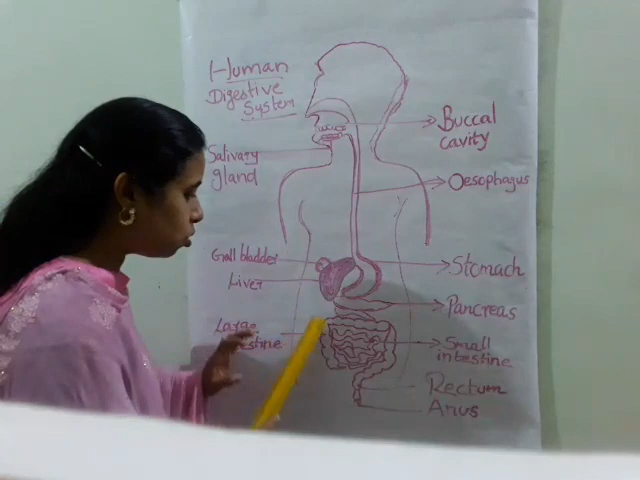 Human
Digestive
System
Buccal
cavity
Salivary
gland
Oesophagus
Gall bladder
Stomach
Liver
Pancreas
Large
Small
intestine
Rectum
Anus